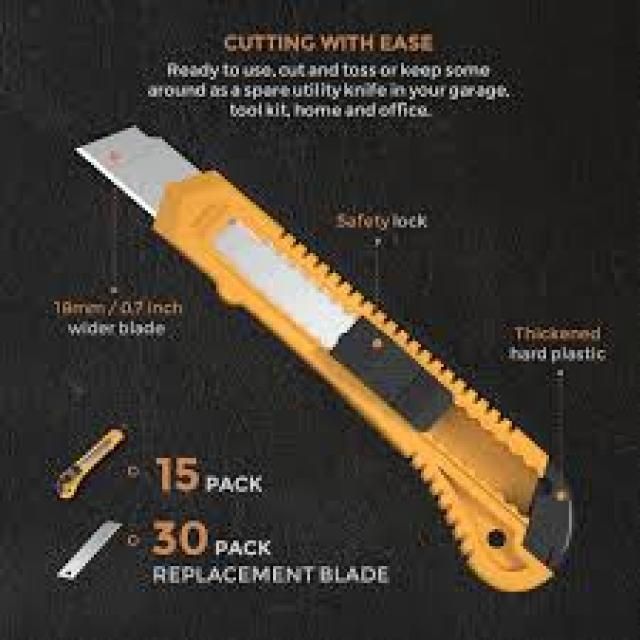 CUTTING WITH EASE
Ready to use, cut and toss or keep some
around as a spare utility knife in your garage,
tool kit, home and office.
Safety lock
18mm / 0.7 inch
wider blade
Thickened
hard plastic
15 PACK
30 PACK
REPLACEMENT BLADE